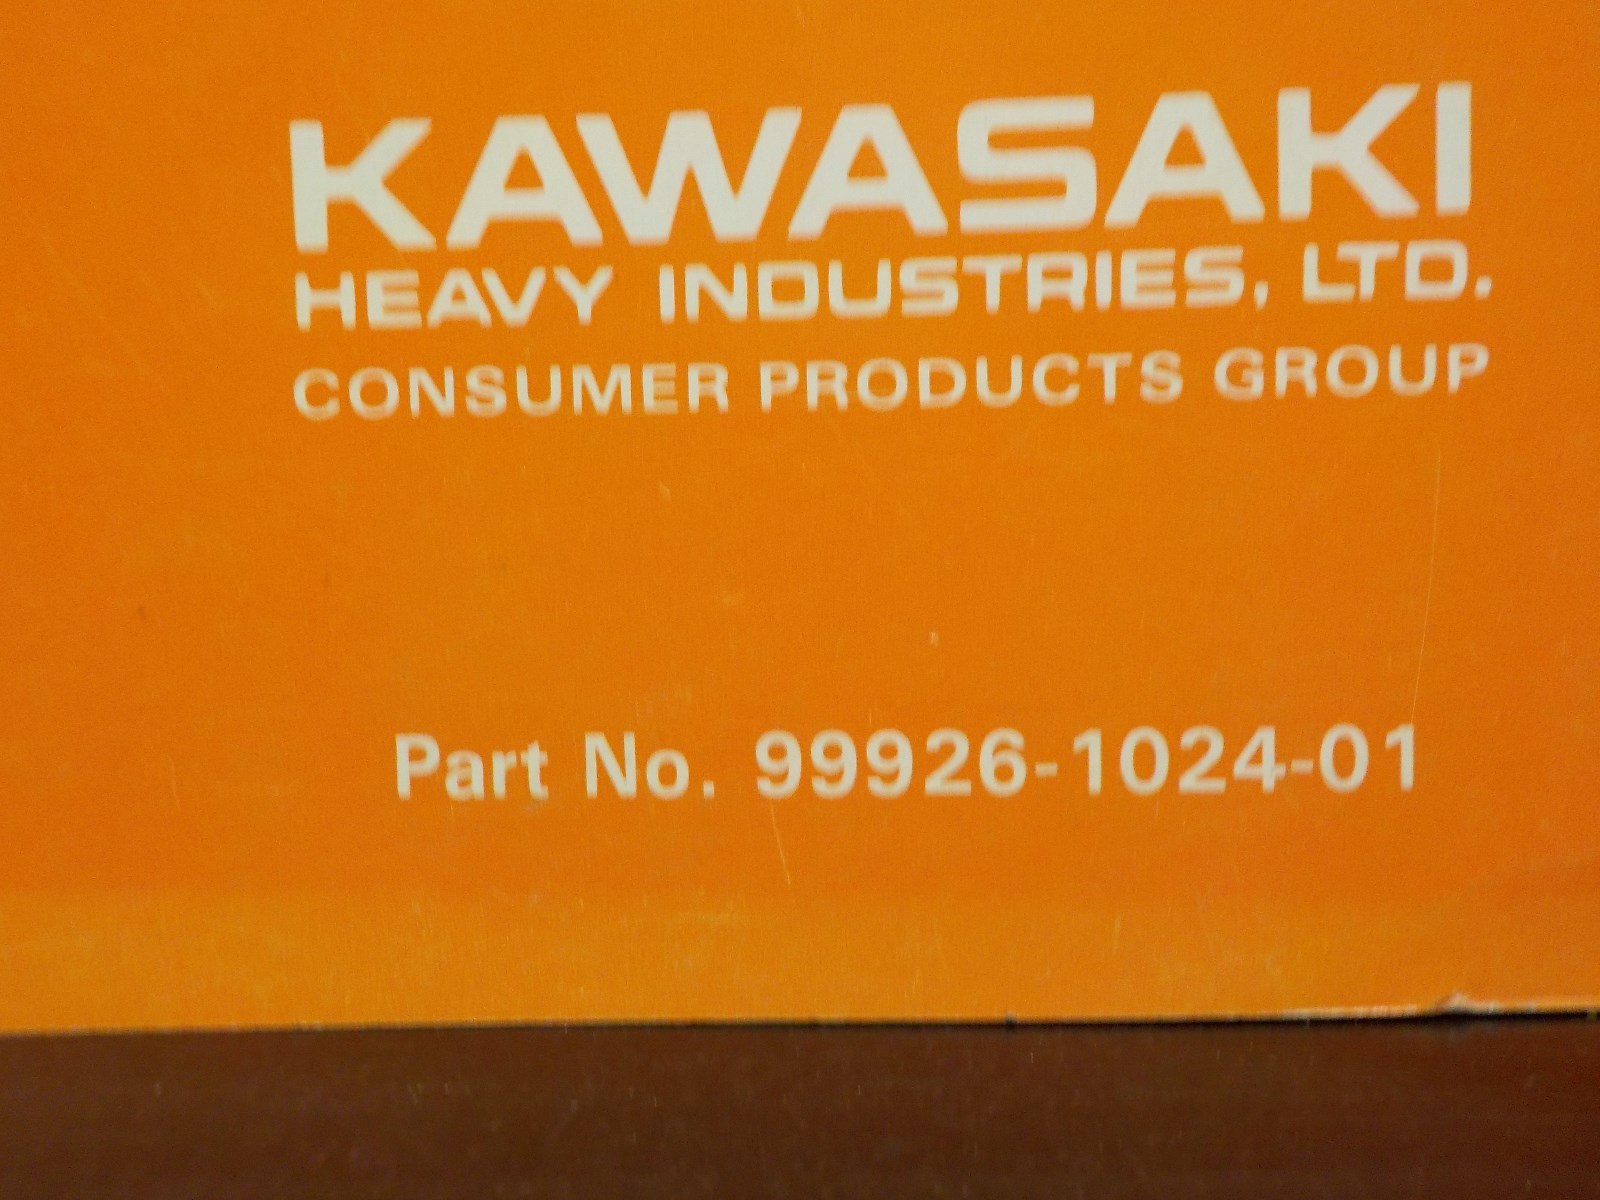 KAWASAKI
HEAVY INDUSTRIES, LTD.
CONSUMER PRODUCTS GROUP
Part No. 99926-1024-01